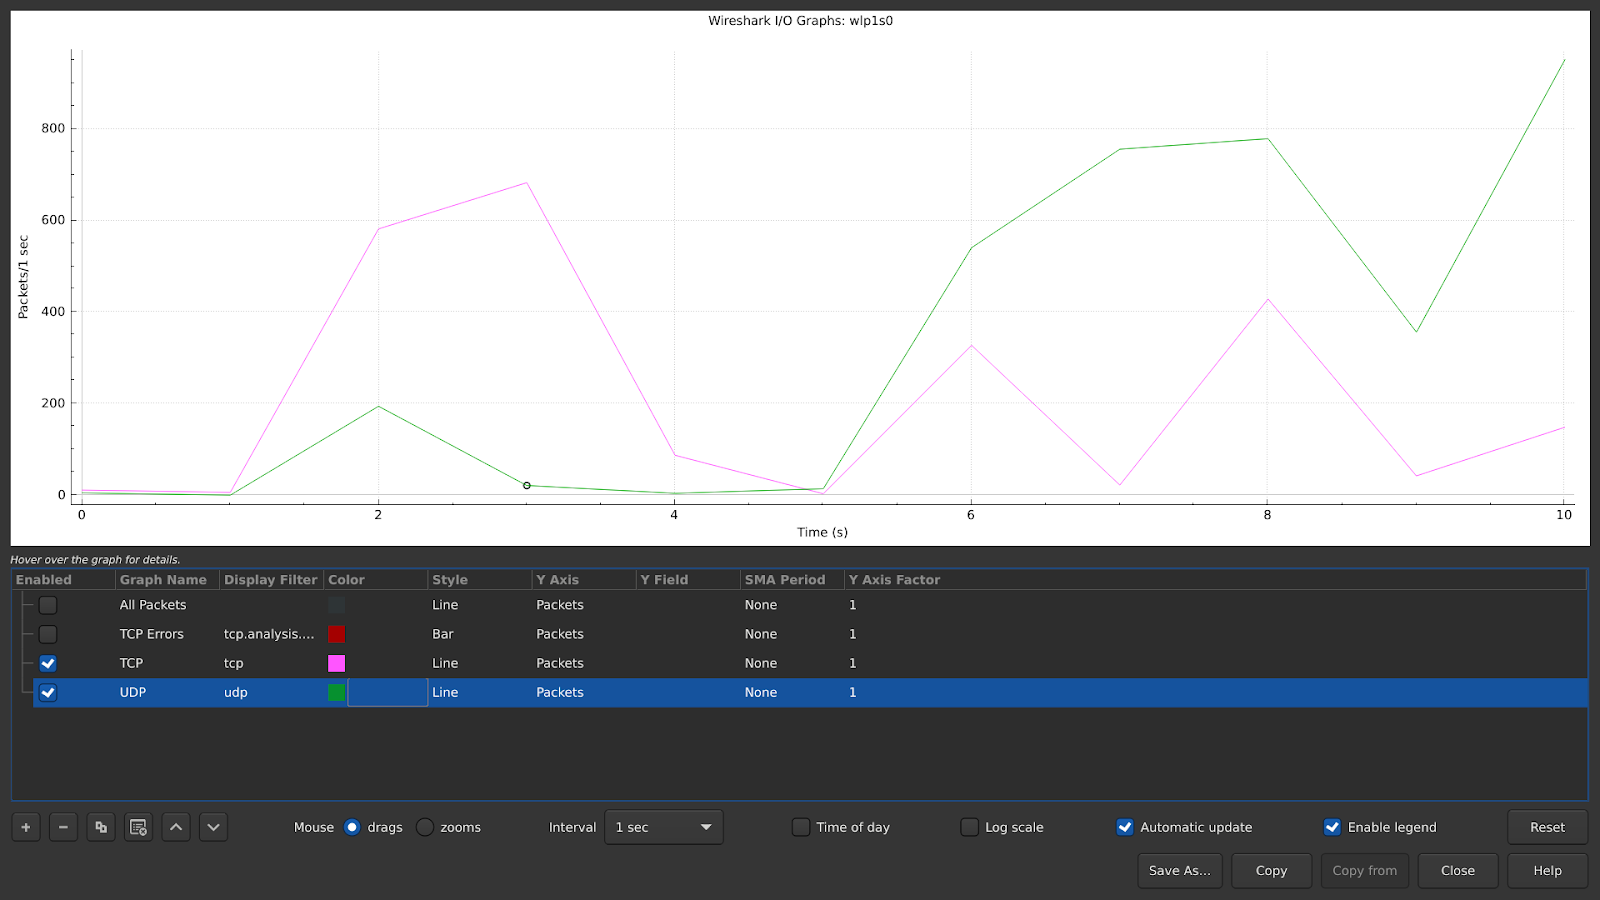 Wireshark I/O Graphs: wlp1s0
800
600
400
200
0
Packets/1 sec
0 2 4 6 8 10
Time (s)
Hover over the graph for details.
Enabled Graph Name Display Filter Color Style Y Axis Y Field SMA Period Y Axis Factor
All Packets Line Packets None 1
TCP Errors tcp.analysis.... Bar Packets None 1
TCP tcp Line Packets None 1
UDP udp Line Packets None 1
Mouse drags zooms Interval 1 sec Time of day Log scale Automatic update Enable legend Reset
Save As... Copy Copy from Close Help